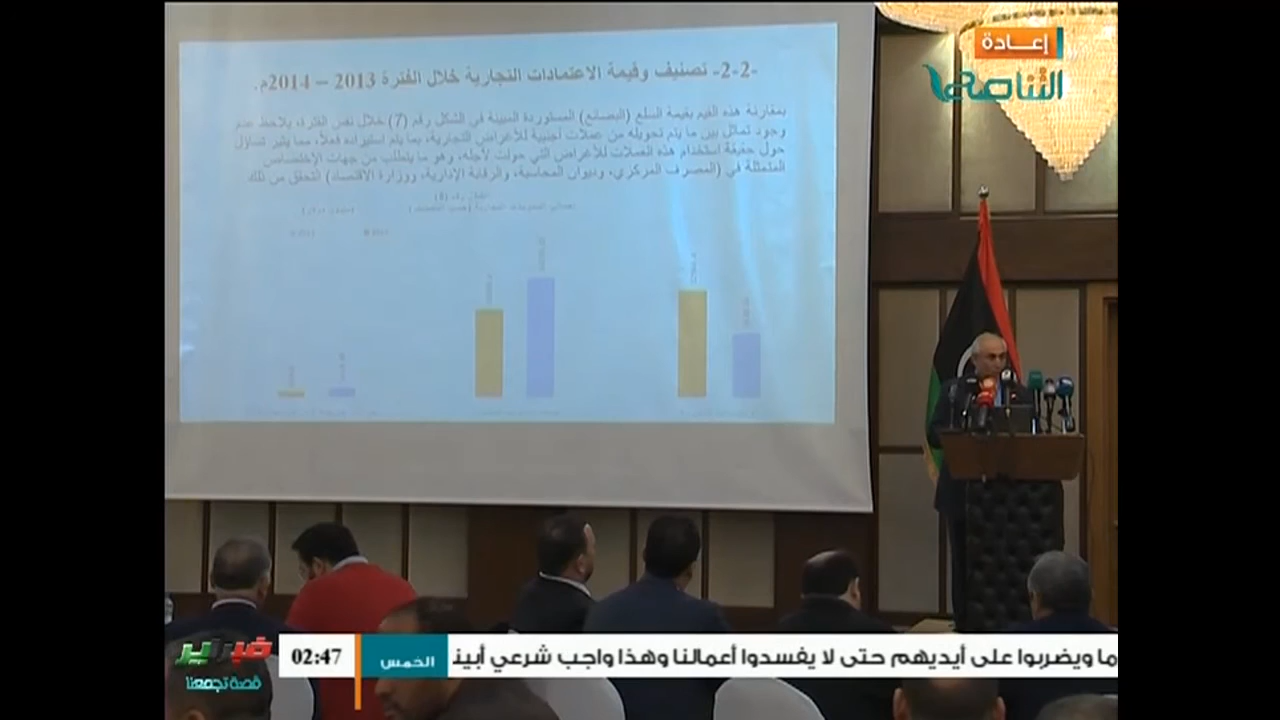 إعادة
التناصح
-2-2- تصنيف وقيمة الاعتمادات التجارية خلال الفترة 2013 – 2014م.
بمقارنة هذه القيم بقيمة السلع (البضائع) المستوردة المبينة في الشكل رقم (7) خلال نفس الفترة، يلاحظ عدم
وجود تماثل بين ما يتم تحويله من عملات أجنبية للأغراض التجارية، بما يتم استيراده فعلاً، مما يثير تساؤل
حول حقيقة استخدام هذه العملات للأغراض التي حولت لأجله، وهو ما يتطلب من جهات الإختصاص
المتمثلة في (المصرف المركزي، وديوان المحاسبة، والرقابة الإدارية، ووزارة الاقتصاد) التحقق من ذلك
ما ويضربوا على أيديهم حتى لا يفسدوا أعمالنا وهذا واجب شرعي أبينـ
الخميس
02:47
فبراير
قصة تجمعنا